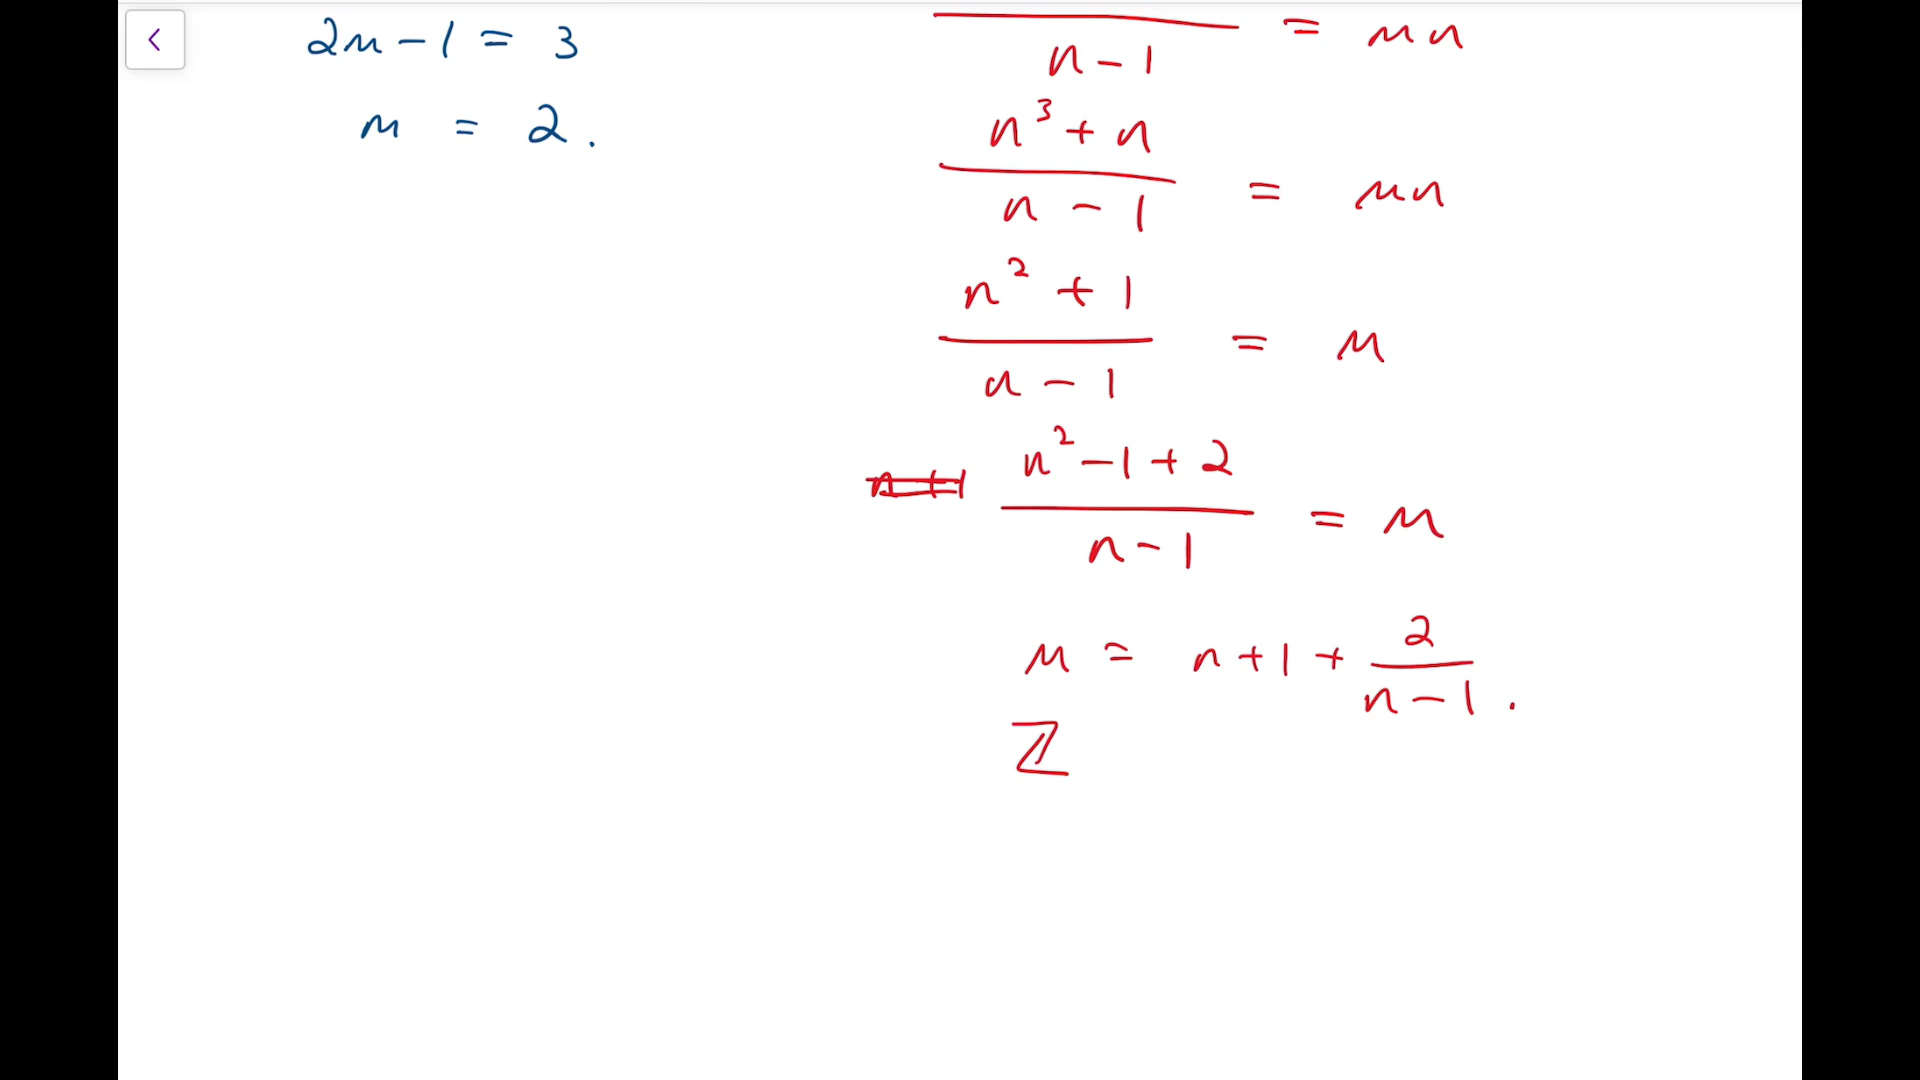 2m - 1 = 3
m = 2 .
= mn
n - 1
n³ + n
n - 1
= mn
n² + 1
n - 1
= m
n + 1
n² - 1 + 2
n - 1
= m
m = n + 1 + 2
n - 1 .
ℤ